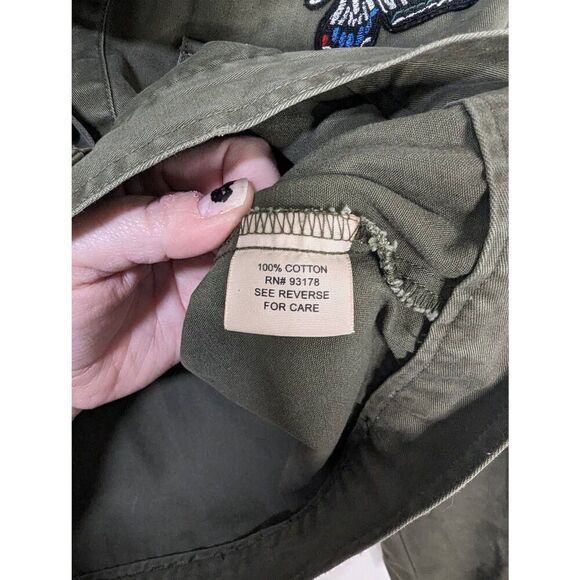 100% COTTON
RN# 93178
SEE REVERSE
FOR CARE